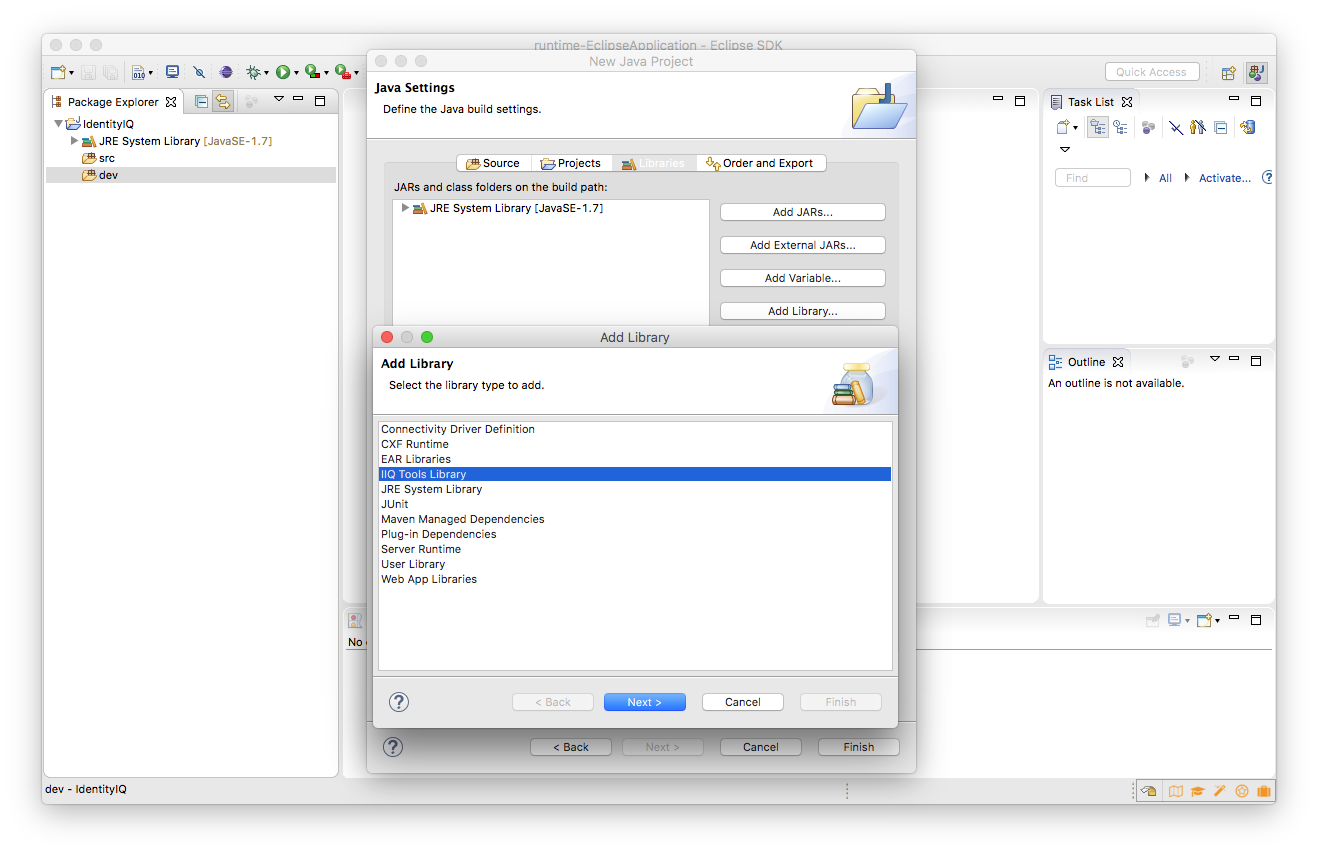 runtime-EclipseApplication - Eclipse SDK
New Java Project
Quick Access
Package Explorer
IdentityIQ
JRE System Library [JavaSE-1.7]
src
dev
Java Settings
Define the Java build settings.
Source Projects Libraries Order and Export
JARs and class folders on the build path:
JRE System Library [JavaSE-1.7]
Add JARs...
Add External JARs...
Add Variable...
Add Library...
Add Library
Add Library
Select the library type to add.
Connectivity Driver Definition
CXF Runtime
EAR Libraries
IIQ Tools Library
JRE System Library
JUnit
Maven Managed Dependencies
Plug-in Dependencies
Server Runtime
User Library
Web App Libraries
? < Back Next > Cancel Finish
? < Back Next > Cancel Finish
Task List
Find All Activate... ?
Outline
An outline is not available.
No
dev - IdentityIQ